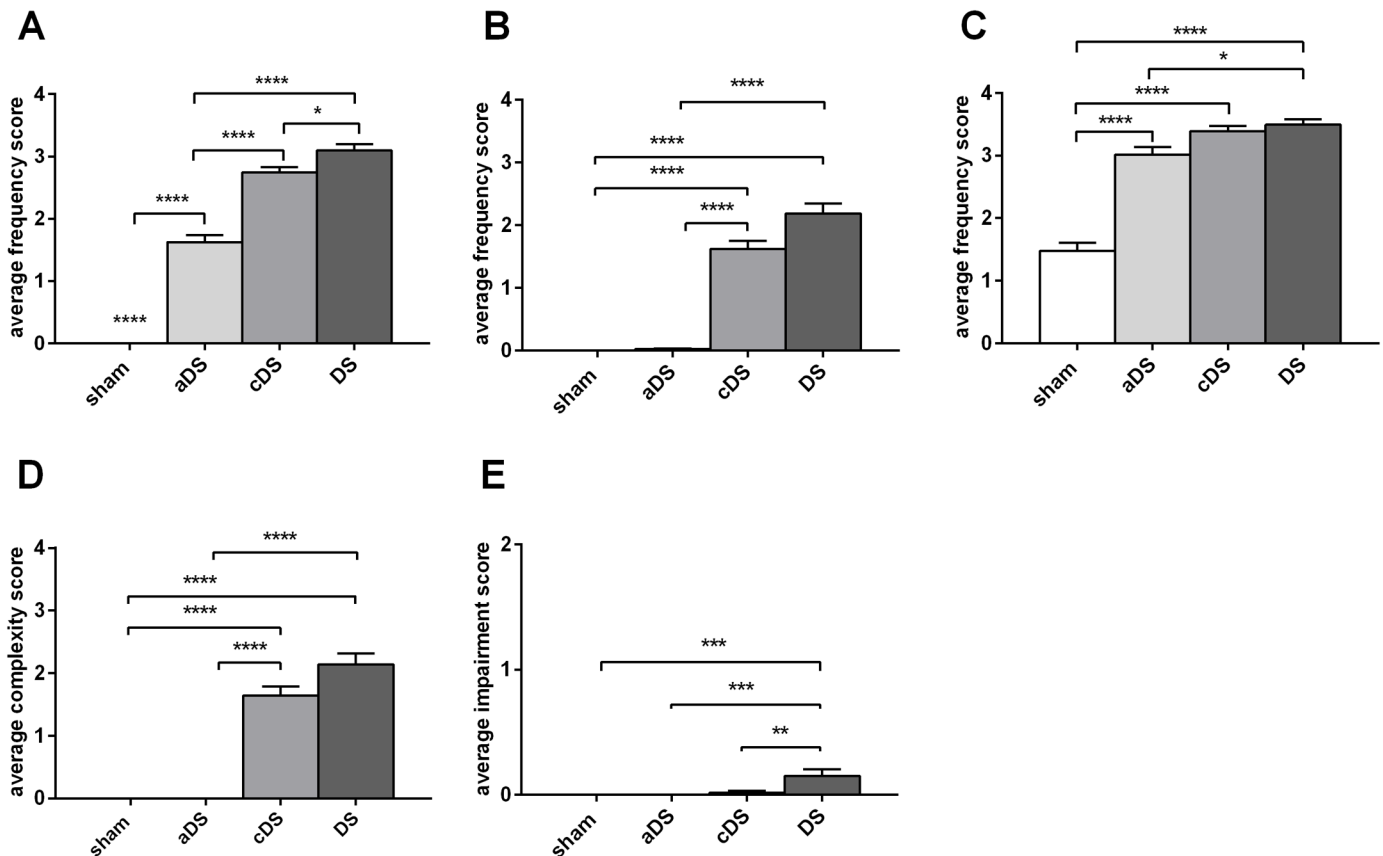 A
average frequency score
4
3
2
1
0
****
****
*
****
****
sham
aDS
cDS
DS
B
average frequency score
4
3
2
1
0
****
****
****
****
sham
aDS
cDS
DS
C
average frequency score
4
3
2
1
0
****
*
****
****
sham
aDS
cDS
DS
D
average complexity score
4
3
2
1
0
****
****
****
****
sham
aDS
cDS
DS
E
average impairment score
2
1
0
***
***
**
sham
aDS
cDS
DS